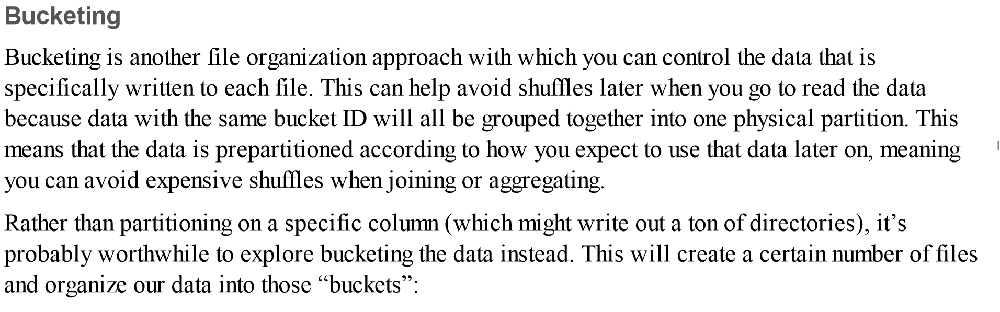 Bucketing
Bucketing is another file organization approach with which you can control the data that is
specifically written to each file. This can help avoid shuffles later when you go to read the data
because data with the same bucket ID will all be grouped together into one physical partition. This
means that the data is prepartitioned according to how you expect to use that data later on, meaning
you can avoid expensive shuffles when joining or aggregating.
Rather than partitioning on a specific column (which might write out a ton of directories), it’s
probably worthwhile to explore bucketing the data instead. This will create a certain number of files
and organize our data into those “buckets”: